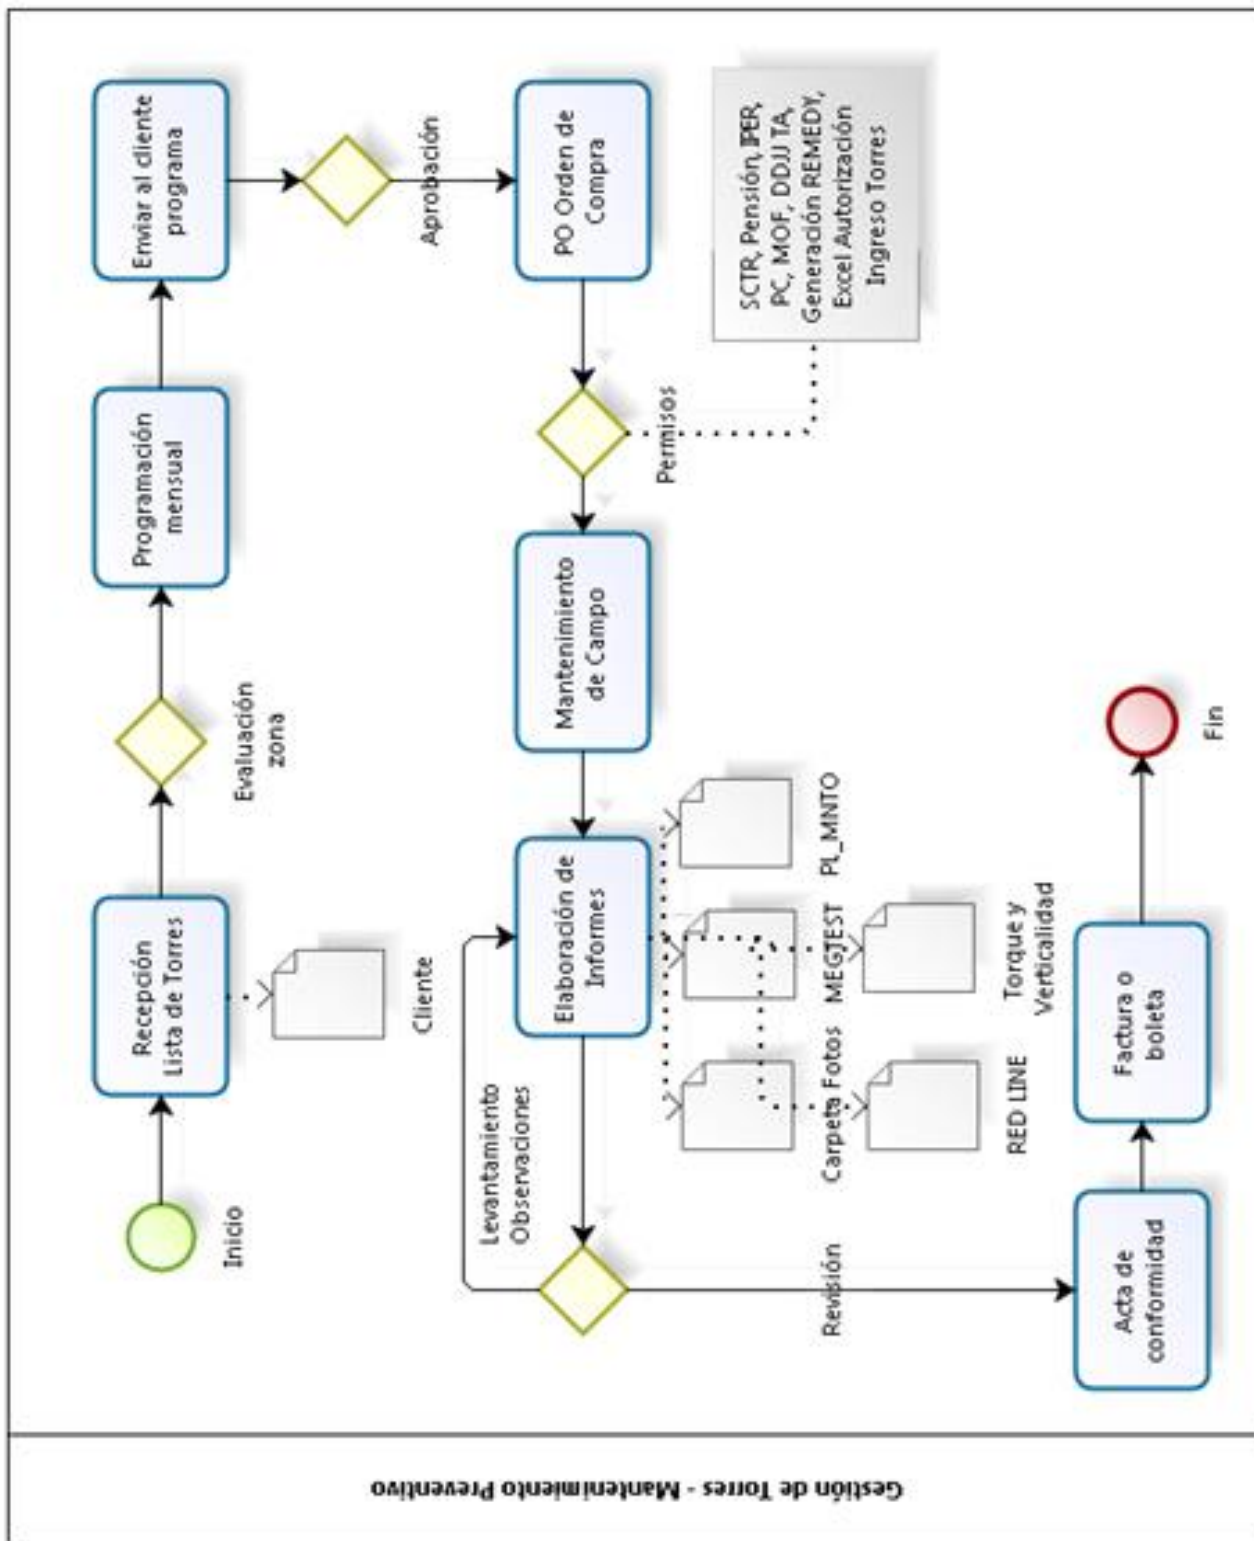 Gestión de Torres - Mantenimiento Preventivo
Inicio
Recepción
Lista de Torres
Cliente
Evaluación
zona
Programación
mensual
Enviar al cliente
programa
Aprobación
PO Orden de
Compra
Permisos
SCTR, Pensión, IPER,
PC, MOF, DDJJ TA,
Generación REMEDY,
Excel Autorización
Ingreso Torres
Mantenimiento
de Campo
Elaboración de
Informes
PL_MNTO
MEGTEST
Carpeta Fotos
Torque y
Verticalidad
RED LINE
Levantamiento
Observaciones
Revisión
Acta de
conformidad
Factura o
boleta
Fin